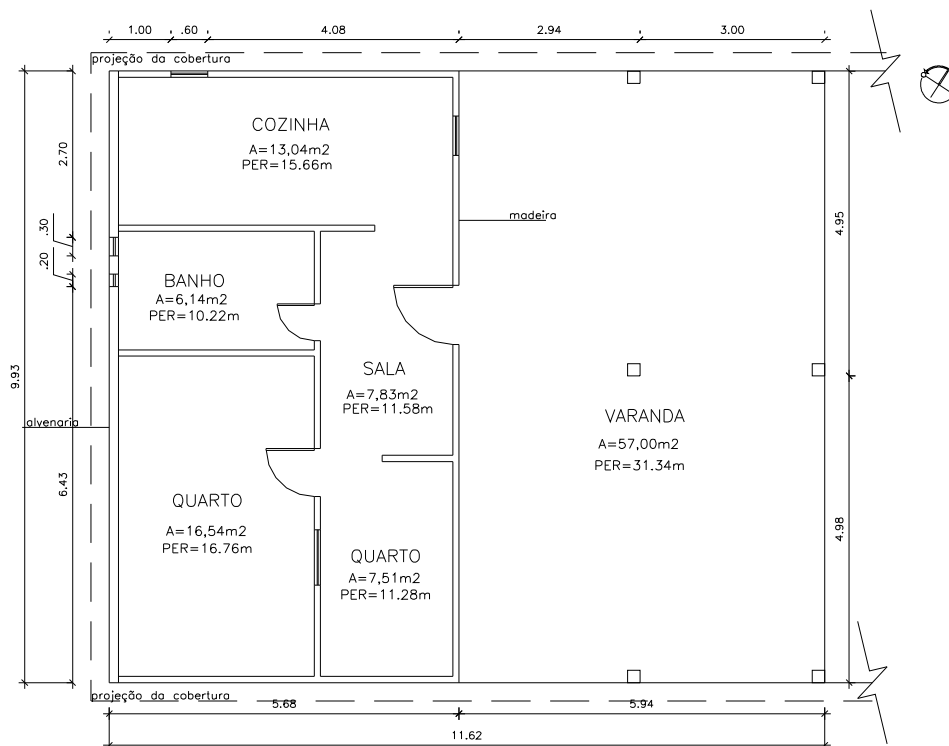 1.00 .60 4.08 2.94 3.00
projeção da cobertura
COZINHA
A=13,04m2
PER=15.66m
2.70
madeira
4.95
.30
.20
BANHO
A=6,14m2
PER=10.22m
9.93
SALA
A=7,83m2
PER=11.58m
alvenaria
VARANDA
A=57,00m2
PER=31.34m
6.43
QUARTO
A=16,54m2
PER=16.76m
4.98
QUARTO
A=7,51m2
PER=11.28m
projeção da cobertura
5.68 5.94
11.62